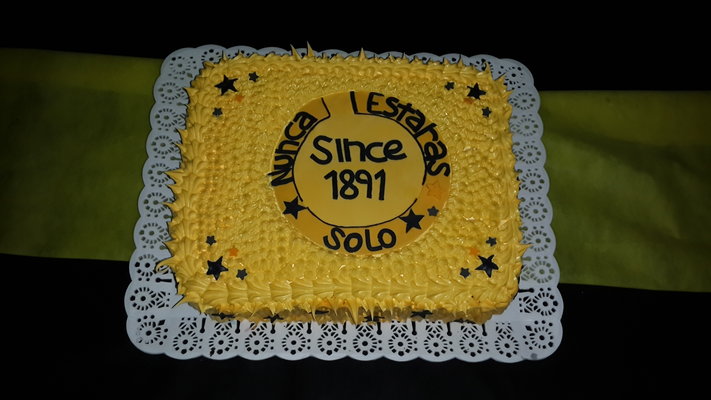 Nunca Estaras
SOLO
Since
1891